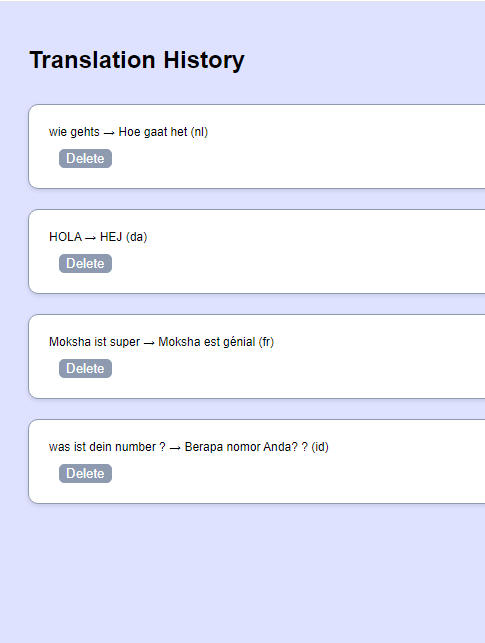 Translation History
wie gehts → Hoe gaat het (nl)
Delete
HOLA → HEJ (da)
Delete
Moksha ist super → Moksha est génial (fr)
Delete
was ist dein number ? → Berapa nomor Anda? ? (id)
Delete